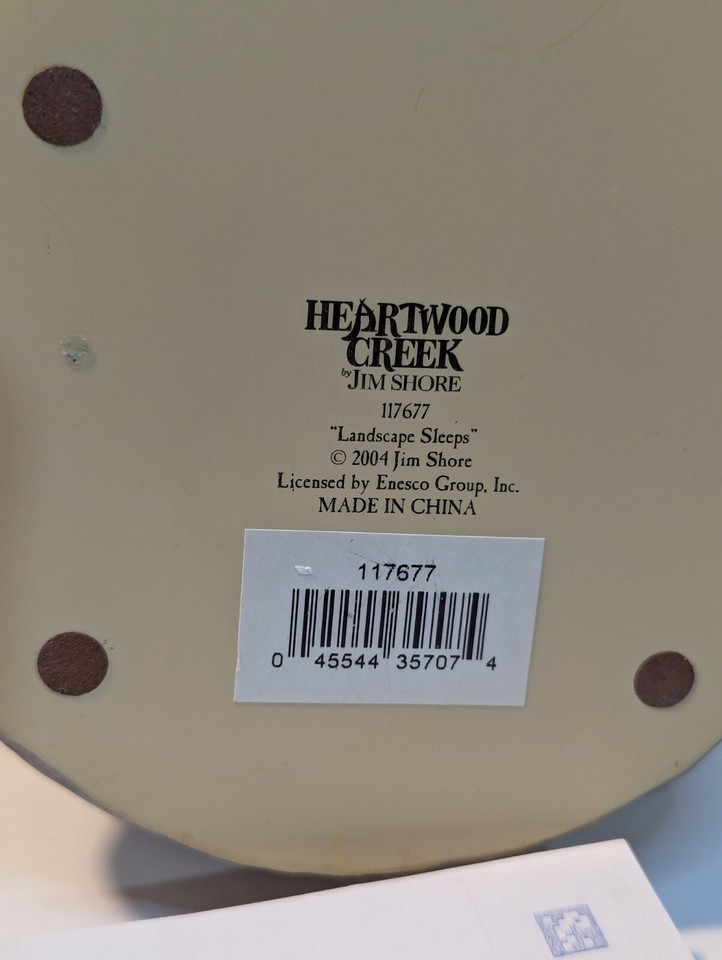 HEARTWOOD
CREEK
by JIM SHORE
117677
"Landscape Sleeps"
© 2004 Jim Shore
Licensed by Enesco Group, Inc.
MADE IN CHINA
117677
0 45544 35707 4